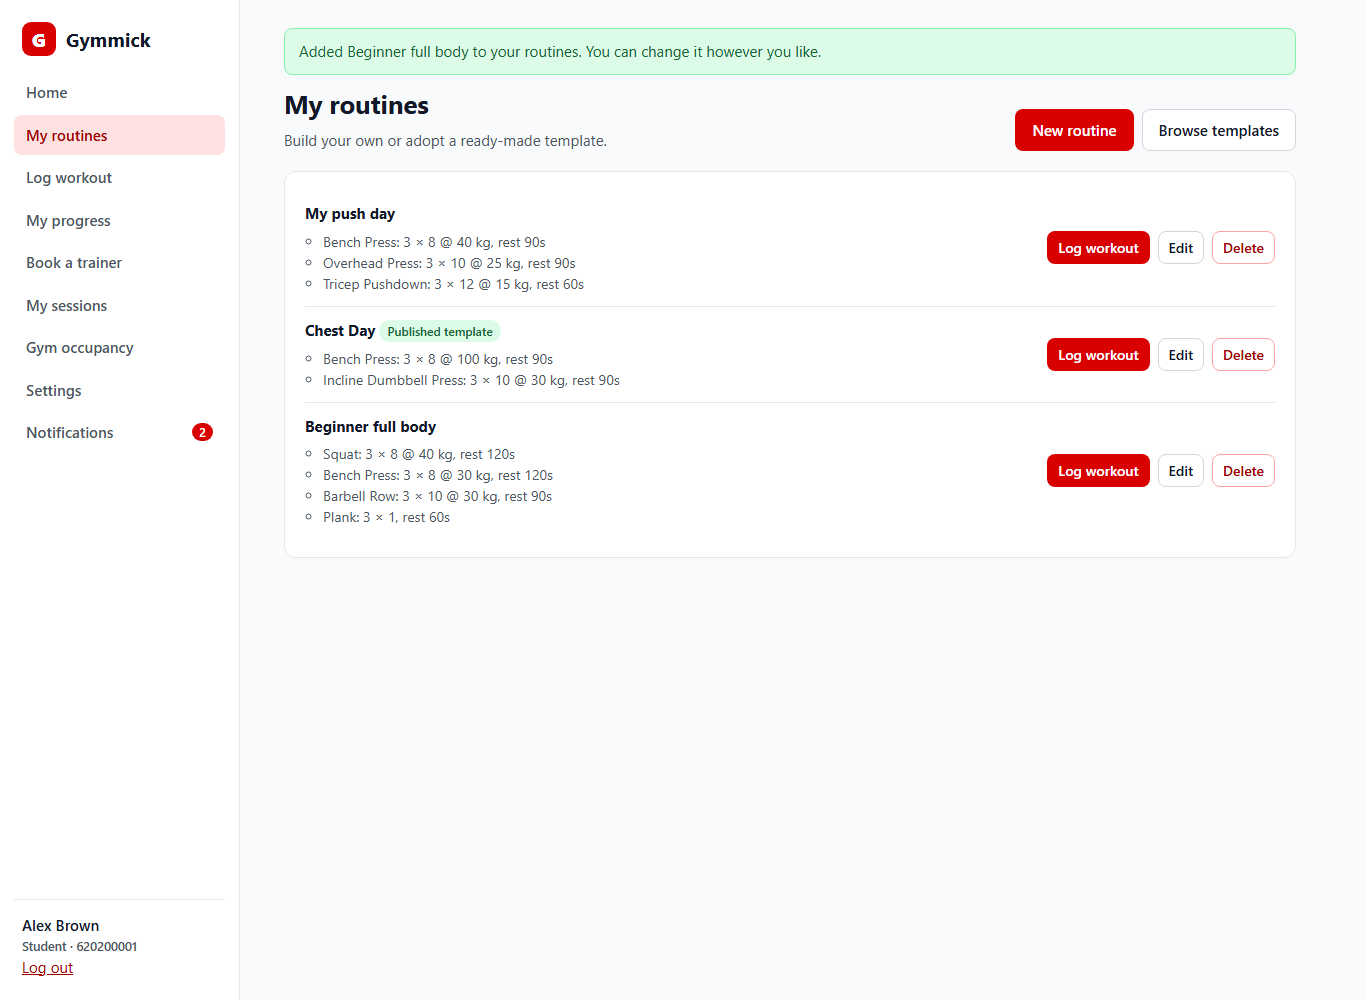 G Gymmick
Home
My routines
Log workout
My progress
Book a trainer
My sessions
Gym occupancy
Settings
Notifications 2
Alex Brown
Student · 620200001
Log out
Added Beginner full body to your routines. You can change it however you like.
My routines
Build your own or adopt a ready-made template.
New routine
Browse templates
My push day
Bench Press: 3 × 8 @ 40 kg, rest 90s
Overhead Press: 3 × 10 @ 25 kg, rest 90s
Tricep Pushdown: 3 × 12 @ 15 kg, rest 60s
Log workout Edit Delete
Chest Day Published template
Bench Press: 3 × 8 @ 100 kg, rest 90s
Incline Dumbbell Press: 3 × 10 @ 30 kg, rest 90s
Log workout Edit Delete
Beginner full body
Squat: 3 × 8 @ 40 kg, rest 120s
Bench Press: 3 × 8 @ 30 kg, rest 120s
Barbell Row: 3 × 10 @ 30 kg, rest 90s
Plank: 3 × 1, rest 60s
Log workout Edit Delete